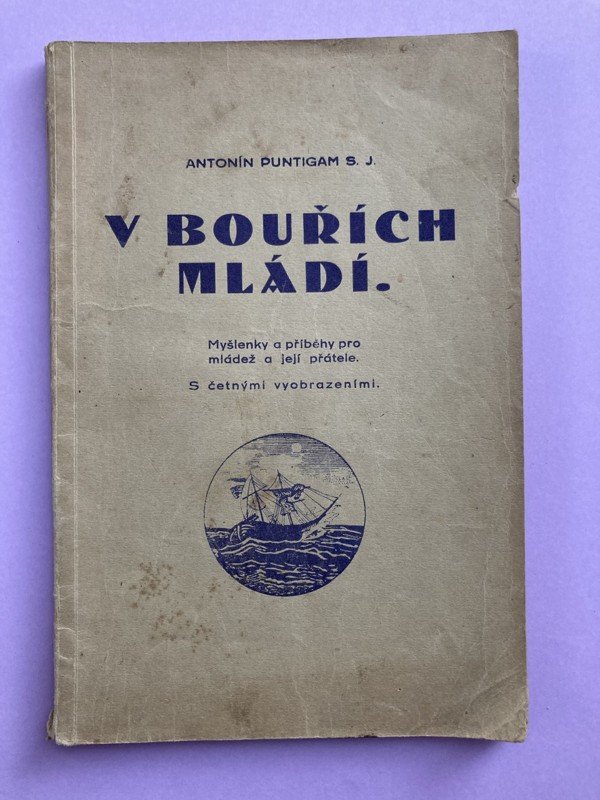 ANTONÍN PUNTIGAM S. J.
V BOUŘÍCH
MLÁDÍ.
Myšlenky a příběhy pro
mládež a její přátele.
S četnými vyobrazeními.